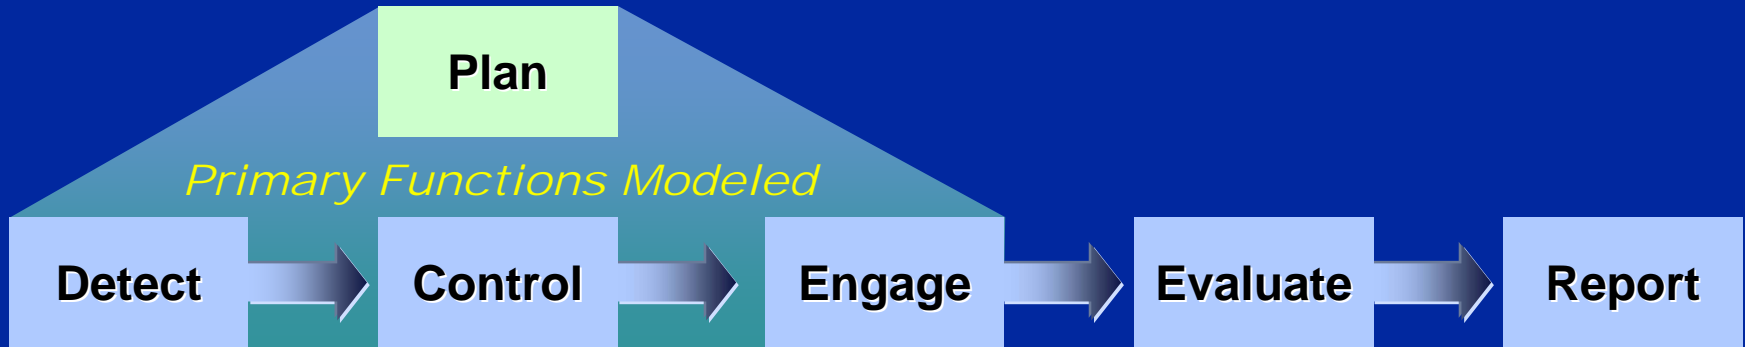 Plan
Primary Functions Modeled
Detect
Control
Engage
Evaluate
Report